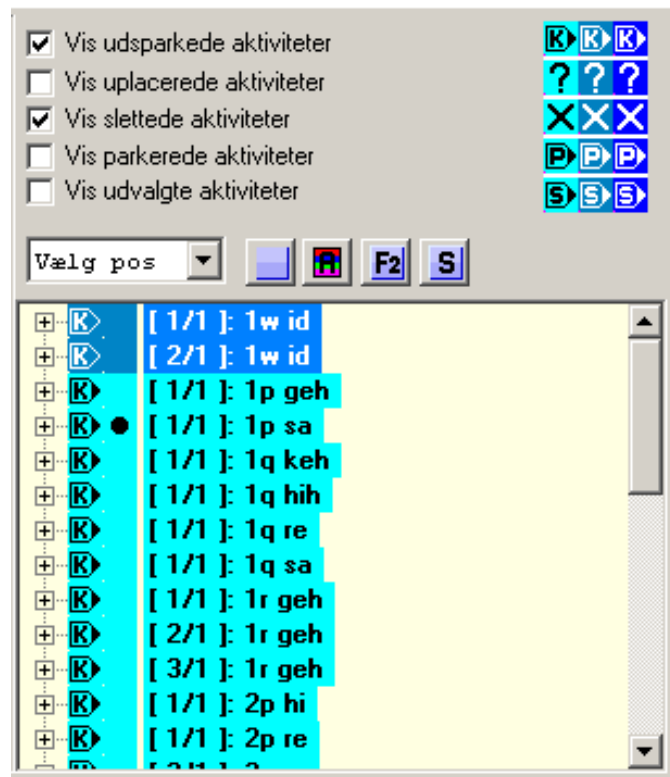 Vis udsparkede aktiviteter K K K
Vis uplacerede aktiviteter ? ? ?
Vis slettede aktiviteter X X X
Vis parkerede aktiviteter P P P
Vis udvalgte aktiviteter S S S
Vælg pos A F2 S
K [ 1/1 ]: 1w id
K [ 2/1 ]: 1w id
K [ 1/1 ]: 1p geh
K [ 1/1 ]: 1p sa
K [ 1/1 ]: 1q keh
K [ 1/1 ]: 1q hih
K [ 1/1 ]: 1q re
K [ 1/1 ]: 1q sa
K [ 1/1 ]: 1r geh
K [ 2/1 ]: 1r geh
K [ 3/1 ]: 1r geh
K [ 1/1 ]: 2p hi
K [ 1/1 ]: 2p re